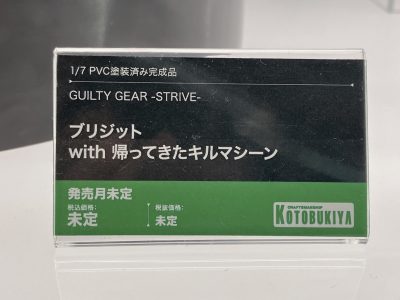 1/7 PVC塗装済み完成品
GUILTY GEAR -STRIVE-
ブリジット
with 帰ってきたキルマシーン
発売月未定
税込価格:
未定
税抜価格:
未定
CRAFTSMANSHIP
KOTOBUKIYA